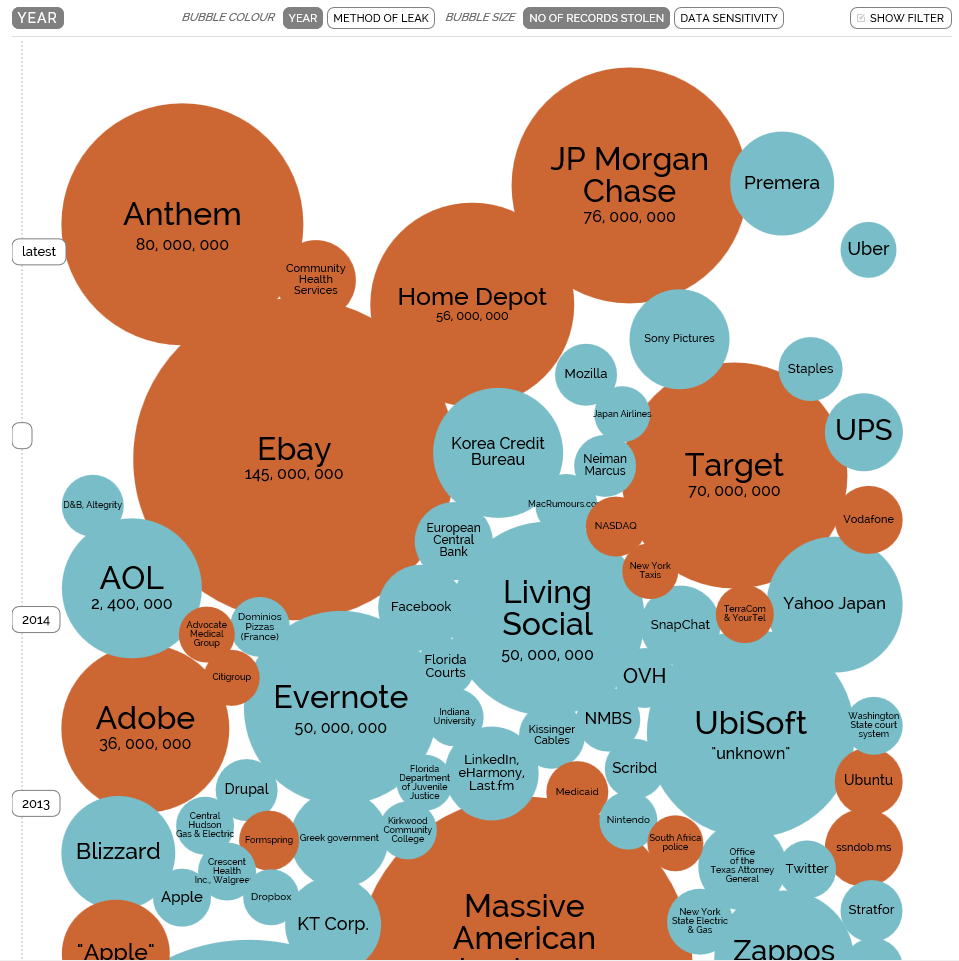 YEAR
BUBBLE COLOUR
YEAR
METHOD OF LEAK
BUBBLE SIZE
NO OF RECORDS STOLEN
DATA SENSITIVITY
SHOW FILTER
JP Morgan
Chase
76, 000, 000
Premera
Anthem
80, 000, 000
latest
Uber
Community
Health
Services
Home Depot
56, 000, 000
Sony Pictures
Mozilla
Staples
Japan Airlines
UPS
Ebay
145, 000, 000
Korea Credit
Bureau
Neiman
Marcus
Target
70, 000, 000
D&B, Altegrity
MacRumours.co
NASDAQ
Vodafone
European
Central
Bank
New York
Taxis
AOL
2, 400, 000
Living
Social
50, 000, 000
Facebook
Yahoo Japan
2014
Advocate
Medical
Group
Dominios
Pizzas
(France)
SnapChat
TerraCom
& YourTel
Florida
Courts
OVH
Citigroup
Evernote
50, 000, 000
Adobe
36, 000, 000
Indiana
University
Kissinger
Cables
NMBS
UbiSoft
"unknown"
Washington
State court
system
LinkedIn,
eHarmony,
Last.fm
Scribd
Florida
Department
of Juvenile
Justice
Drupal
Medicaid
Ubuntu
2013
Central
Hudson
Gas & Electric
Formspring
Greek government
Kirkwood
Community
College
Nintendo
South Africa
police
ssndob.ms
Blizzard
Crescent
Health
Inc., Walgree
Office
of the
Texas Attorney
General
Twitter
Apple
Dropbox
KT Corp.
Massive
American
New York
State Electric
& Gas
Stratfor
"Apple"
Zappos